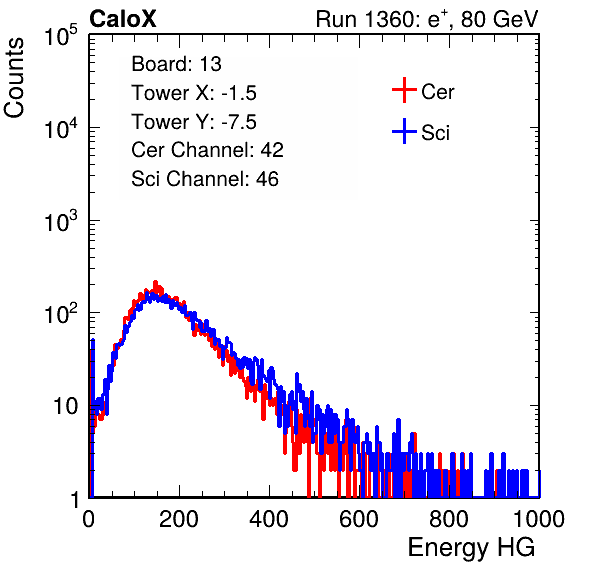 CaloX Run 1360: e⁺, 80 GeV
Counts
10⁵
10⁴
10³
10²
10
1
Board: 13
Tower X: -1.5
Tower Y: -7.5
Cer Channel: 42
Sci Channel: 46
Cer
Sci
0 200 400 600 800 1000
Energy HG